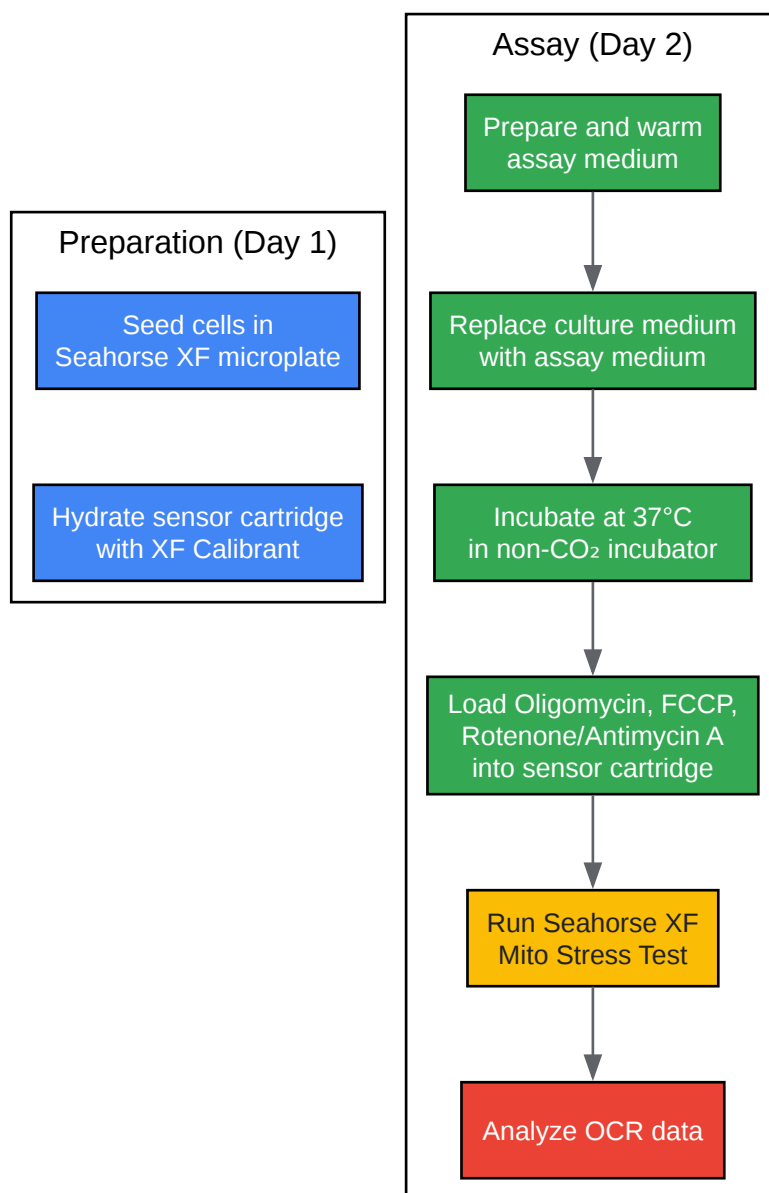 Preparation (Day 1)
Seed cells in
Seahorse XF microplate
Hydrate sensor cartridge
with XF Calibrant
Assay (Day 2)
Prepare and warm
assay medium
Replace culture medium
with assay medium
Incubate at 37°C
in non-CO₂ incubator
Load Oligomycin, FCCP,
Rotenone/Antimycin A
into sensor cartridge
Run Seahorse XF
Mito Stress Test
Analyze OCR data